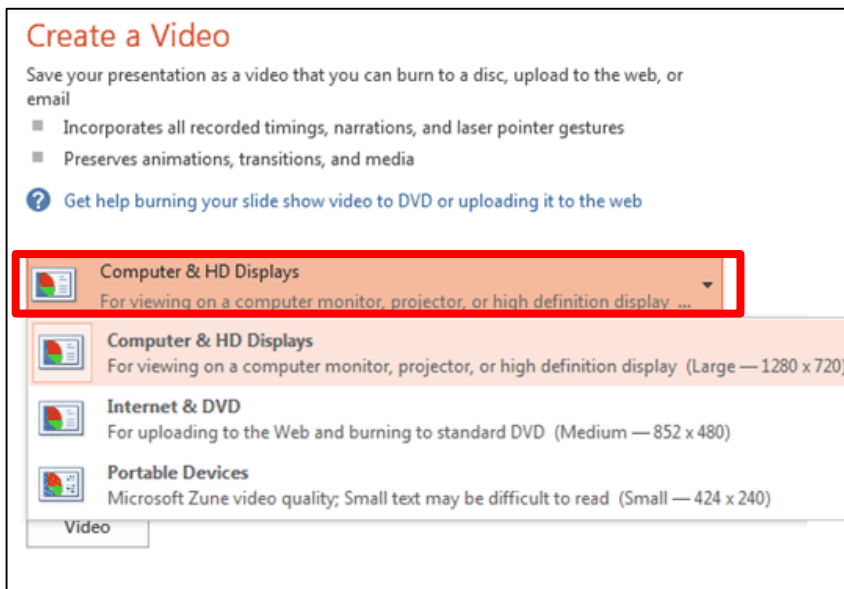 Create a Video
Save your presentation as a video that you can burn to a disc, upload to the web, or
email
Incorporates all recorded timings, narrations, and laser pointer gestures
Preserves animations, transitions, and media
? Get help burning your slide show video to DVD or uploading it to the web
Computer & HD Displays
For viewing on a computer monitor, projector, or high definition display ...
Computer & HD Displays
For viewing on a computer monitor, projector, or high definition display (Large — 1280 x 720)
Internet & DVD
For uploading to the Web and burning to standard DVD (Medium — 852 x 480)
Portable Devices
Microsoft Zune video quality; Small text may be difficult to read (Small — 424 x 240)
Video